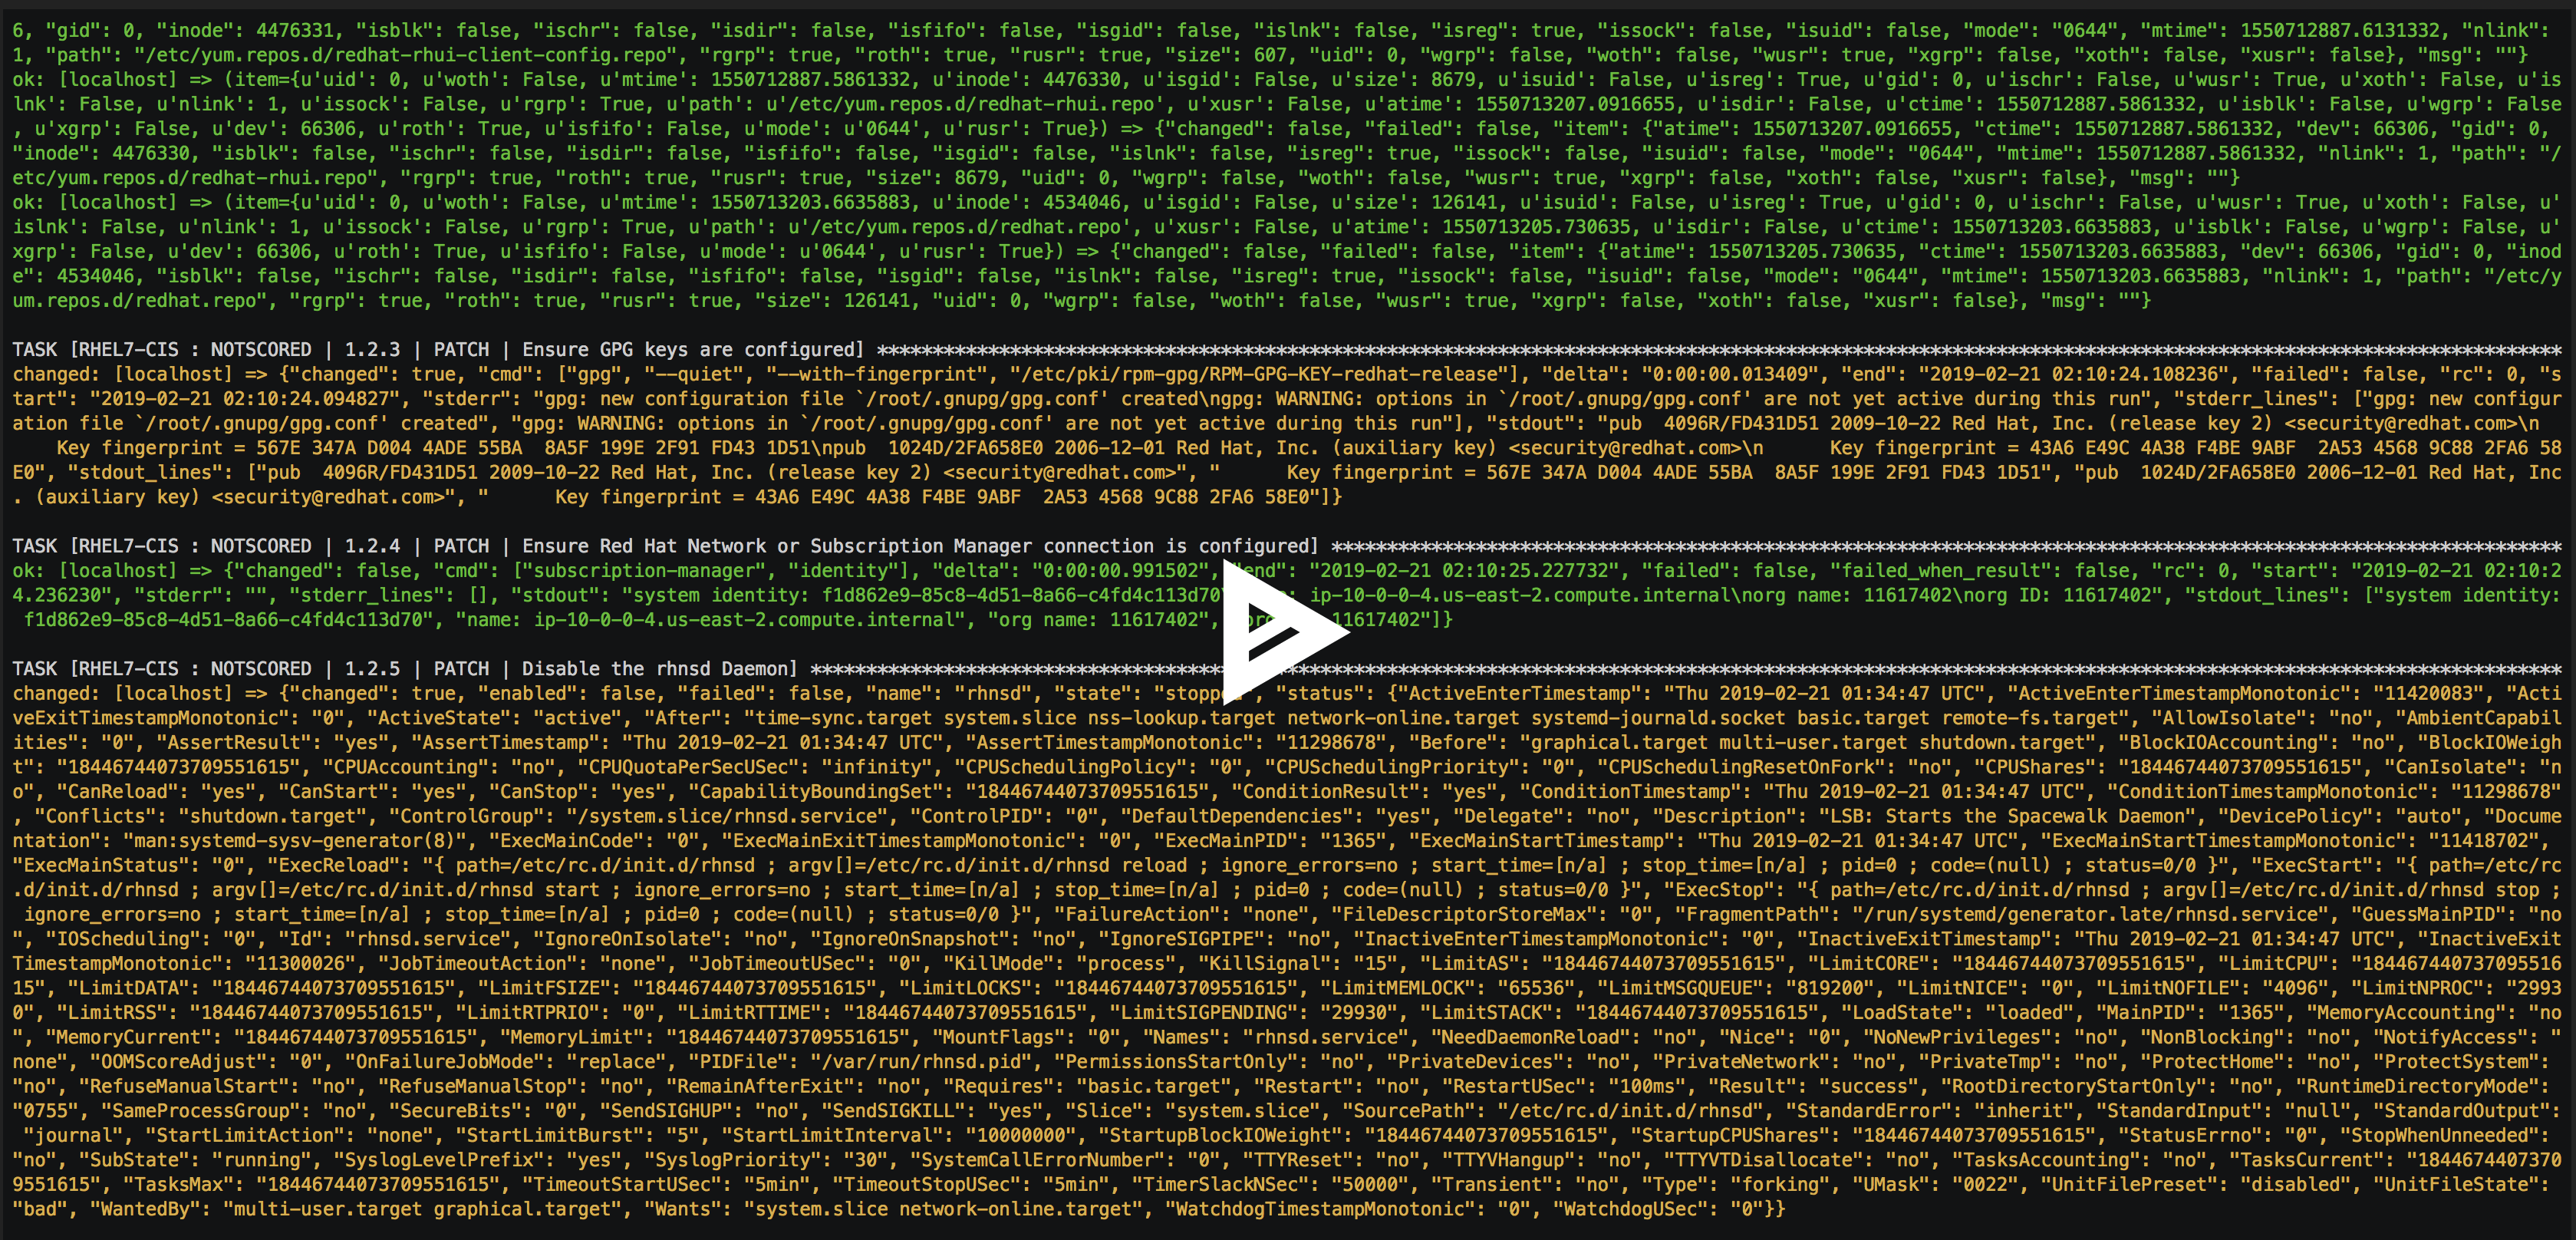 6, "gid": 0, "inode": 4476331, "isblk": false, "ischr": false, "isdir": false, "isfifo": false, "isgid": false, "islnk": false, "isreg": true, "issock": false, "isuid": false, "mode": "0644", "mtime": 1550712887.6131332, "nlink":
1, "path": "/etc/yum.repos.d/redhat-rhui-client-config.repo", "rgrp": true, "roth": true, "rusr": true, "size": 607, "uid": 0, "wgrp": false, "woth": false, "wusr": true, "xgrp": false, "xoth": false, "xusr": false}, "msg": ""}
ok: [localhost] => (item={u'uid': 0, u'woth': False, u'mtime': 1550712887.5861332, u'inode': 4476330, u'isgid': False, u'size': 8679, u'isuid': False, u'isreg': True, u'gid': 0, u'ischr': False, u'wusr': True, u'xoth': False, u'is
lnk': False, u'nlink': 1, u'issock': False, u'rgrp': True, u'path': u'/etc/yum.repos.d/redhat-rhui.repo', u'xusr': False, u'atime': 1550713207.0916655, u'isdir': False, u'ctime': 1550712887.5861332, u'isblk': False, u'wgrp': False
, u'xgrp': False, u'dev': 66306, u'roth': True, u'isfifo': False, u'mode': u'0644', u'rusr': True}) => {"changed": false, "failed": false, "item": {"atime": 1550713207.0916655, "ctime": 1550712887.5861332, "dev": 66306, "gid": 0,
"inode": 4476330, "isblk": false, "ischr": false, "isdir": false, "isfifo": false, "isgid": false, "islnk": false, "isreg": true, "issock": false, "isuid": false, "mode": "0644", "mtime": 1550712887.5861332, "nlink": 1, "path": "/
etc/yum.repos.d/redhat-rhui.repo", "rgrp": true, "roth": true, "rusr": true, "size": 8679, "uid": 0, "wgrp": false, "woth": false, "wusr": true, "xgrp": false, "xoth": false, "xusr": false}, "msg": ""}
ok: [localhost] => (item={u'uid': 0, u'woth': False, u'mtime': 1550713203.6635883, u'inode': 4534046, u'isgid': False, u'size': 126141, u'isuid': False, u'isreg': True, u'gid': 0, u'ischr': False, u'wusr': True, u'xoth': False, u'
islnk': False, u'nlink': 1, u'issock': False, u'rgrp': True, u'path': u'/etc/yum.repos.d/redhat.repo', u'xusr': False, u'atime': 1550713205.730635, u'isdir': False, u'ctime': 1550713203.6635883, u'isblk': False, u'wgrp': False, u'
xgrp': False, u'dev': 66306, u'roth': True, u'isfifo': False, u'mode': u'0644', u'rusr': True}) => {"changed": false, "failed": false, "item": {"atime": 1550713205.730635, "ctime": 1550713203.6635883, "dev": 66306, "gid": 0, "inod
e": 4534046, "isblk": false, "ischr": false, "isdir": false, "isfifo": false, "isgid": false, "islnk": false, "isreg": true, "issock": false, "isuid": false, "mode": "0644", "mtime": 1550713203.6635883, "nlink": 1, "path": "/etc/y
um.repos.d/redhat.repo", "rgrp": true, "roth": true, "rusr": true, "size": 126141, "uid": 0, "wgrp": false, "woth": false, "wusr": true, "xgrp": false, "xoth": false, "xusr": false}, "msg": ""}
TASK [RHEL7-CIS : NOTSCORED | 1.2.3 | PATCH | Ensure GPG keys are configured] ********************************************************************************************************************************************************
changed: [localhost] => {"changed": true, "cmd": ["gpg", "--quiet", "--with-fingerprint", "/etc/pki/rpm-gpg/RPM-GPG-KEY-redhat-release"], "delta": "0:00:00.013409", "end": "2019-02-21 02:10:24.108236", "failed": false, "rc": 0, "s
tart": "2019-02-21 02:10:24.094827", "stderr": "gpg: new configuration file `/root/.gnupg/gpg.conf' created\ngpg: WARNING: options in `/root/.gnupg/gpg.conf' are not yet active during this run", "stderr_lines": ["gpg: new configur
ation file `/root/.gnupg/gpg.conf' created", "gpg: WARNING: options in `/root/.gnupg/gpg.conf' are not yet active during this run"], "stdout": "pub  4096R/FD431D51 2009-10-22 Red Hat, Inc. (release key 2) <security@redhat.com>\n
    Key fingerprint = 567E 347A D004 4ADE 55BA  8A5F 199E 2F91 FD43 1D51\npub  1024D/2FA658E0 2006-12-01 Red Hat, Inc. (auxiliary key) <security@redhat.com>\n      Key fingerprint = 43A6 E49C 4A38 F4BE 9ABF  2A53 4568 9C88 2FA6 58
E0", "stdout_lines": ["pub  4096R/FD431D51 2009-10-22 Red Hat, Inc. (release key 2) <security@redhat.com>", "      Key fingerprint = 567E 347A D004 4ADE 55BA  8A5F 199E 2F91 FD43 1D51", "pub  1024D/2FA658E0 2006-12-01 Red Hat, Inc
. (auxiliary key) <security@redhat.com>", "      Key fingerprint = 43A6 E49C 4A38 F4BE 9ABF  2A53 4568 9C88 2FA6 58E0"]}
TASK [RHEL7-CIS : NOTSCORED | 1.2.4 | PATCH | Ensure Red Hat Network or Subscription Manager connection is configured] ***************************************************************************************************************
ok: [localhost] => {"changed": false, "cmd": ["subscription-manager", "identity"], "delta": "0:00:00.991502", "end": "2019-02-21 02:10:25.227732", "failed": false, "failed_when_result": false, "rc": 0, "start": "2019-02-21 02:10:2
4.236230", "stderr": "", "stderr_lines": [], "stdout": "system identity: f1d862e9-85c8-4d51-8a66-c4fd4c113d70 ip-10-0-0-4.us-east-2.compute.internal\norg name: 11617402\norg ID: 11617402", "stdout_lines": ["system identity:
f1d862e9-85c8-4d51-8a66-c4fd4c113d70", "name: ip-10-0-0-4.us-east-2.compute.internal", "org name: 11617402", 11617402"]}
TASK [RHEL7-CIS : NOTSCORED | 1.2.5 | PATCH | Disable the rhnsd Daemon] **************************************************************************************************************************************************************
changed: [localhost] => {"changed": true, "enabled": false, "failed": false, "name": "rhnsd", "state": "stopped", "status": {"ActiveEnterTimestamp": "Thu 2019-02-21 01:34:47 UTC", "ActiveEnterTimestampMonotonic": "11420083", "Acti
veExitTimestampMonotonic": "0", "ActiveState": "active", "After": "time-sync.target system.slice nss-lookup.target network-online.target systemd-journald.socket basic.target remote-fs.target", "AllowIsolate": "no", "AmbientCapabil
ities": "0", "AssertResult": "yes", "AssertTimestamp": "Thu 2019-02-21 01:34:47 UTC", "AssertTimestampMonotonic": "11298678", "Before": "graphical.target multi-user.target shutdown.target", "BlockIOAccounting": "no", "BlockIOWeigh
t": "18446744073709551615", "CPUAccounting": "no", "CPUQuotaPerSecUSec": "infinity", "CPUSchedulingPolicy": "0", "CPUSchedulingPriority": "0", "CPUSchedulingResetOnFork": "no", "CPUShares": "18446744073709551615", "CanIsolate": "n
o", "CanReload": "yes", "CanStart": "yes", "CanStop": "yes", "CapabilityBoundingSet": "18446744073709551615", "ConditionResult": "yes", "ConditionTimestamp": "Thu 2019-02-21 01:34:47 UTC", "ConditionTimestampMonotonic": "11298678"
, "Conflicts": "shutdown.target", "ControlGroup": "/system.slice/rhnsd.service", "ControlPID": "0", "DefaultDependencies": "yes", "Delegate": "no", "Description": "LSB: Starts the Spacewalk Daemon", "DevicePolicy": "auto", "Docume
ntation": "man:systemd-sysv-generator(8)", "ExecMainCode": "0", "ExecMainExitTimestampMonotonic": "0", "ExecMainPID": "1365", "ExecMainStartTimestamp": "Thu 2019-02-21 01:34:47 UTC", "ExecMainStartTimestampMonotonic": "11418702",
"ExecMainStatus": "0", "ExecReload": "{ path=/etc/rc.d/init.d/rhnsd ; argv[]=/etc/rc.d/init.d/rhnsd reload ; ignore_errors=no ; start_time=[n/a] ; stop_time=[n/a] ; pid=0 ; code=(null) ; status=0/0 }", "ExecStart": "{ path=/etc/rc
.d/init.d/rhnsd ; argv[]=/etc/rc.d/init.d/rhnsd start ; ignore_errors=no ; start_time=[n/a] ; stop_time=[n/a] ; pid=0 ; code=(null) ; status=0/0 }", "ExecStop": "{ path=/etc/rc.d/init.d/rhnsd ; argv[]=/etc/rc.d/init.d/rhnsd stop ;
ignore_errors=no ; start_time=[n/a] ; stop_time=[n/a] ; pid=0 ; code=(null) ; status=0/0 }", "FailureAction": "none", "FileDescriptorStoreMax": "0", "FragmentPath": "/run/systemd/generator.late/rhnsd.service", "GuessMainPID": "no
", "IOScheduling": "0", "Id": "rhnsd.service", "IgnoreOnIsolate": "no", "IgnoreOnSnapshot": "no", "IgnoreSIGPIPE": "no", "InactiveEnterTimestampMonotonic": "0", "InactiveExitTimestamp": "Thu 2019-02-21 01:34:47 UTC", "InactiveExit
TimestampMonotonic": "11300026", "JobTimeoutAction": "none", "JobTimeoutUSec": "0", "KillMode": "process", "KillSignal": "15", "LimitAS": "18446744073709551615", "LimitCORE": "18446744073709551615", "LimitCPU": "184467440737095516
15", "LimitDATA": "18446744073709551615", "LimitFSIZE": "18446744073709551615", "LimitLOCKS": "18446744073709551615", "LimitMEMLOCK": "65536", "LimitMSGQUEUE": "819200", "LimitNICE": "0", "LimitNOFILE": "4096", "LimitNPROC": "2993
0", "LimitRSS": "18446744073709551615", "LimitRTPRIO": "0", "LimitRTTIME": "18446744073709551615", "LimitSIGPENDING": "29930", "LimitSTACK": "18446744073709551615", "LoadState": "loaded", "MainPID": "1365", "MemoryAccounting": "no
", "MemoryCurrent": "18446744073709551615", "MemoryLimit": "18446744073709551615", "MountFlags": "0", "Names": "rhnsd.service", "NeedDaemonReload": "no", "Nice": "0", "NoNewPrivileges": "no", "NonBlocking": "no", "NotifyAccess": "
none", "OOMScoreAdjust": "0", "OnFailureJobMode": "replace", "PIDFile": "/var/run/rhnsd.pid", "PermissionsStartOnly": "no", "PrivateDevices": "no", "PrivateNetwork": "no", "PrivateTmp": "no", "ProtectHome": "no", "ProtectSystem":
"no", "RefuseManualStart": "no", "RefuseManualStop": "no", "RemainAfterExit": "no", "Requires": "basic.target", "Restart": "no", "RestartUSec": "100ms", "Result": "success", "RootDirectoryStartOnly": "no", "RuntimeDirectoryMode":
"0755", "SameProcessGroup": "no", "SecureBits": "0", "SendSIGHUP": "no", "SendSIGKILL": "yes", "Slice": "system.slice", "SourcePath": "/etc/rc.d/init.d/rhnsd", "StandardError": "inherit", "StandardInput": "null", "StandardOutput":
"journal", "StartLimitAction": "none", "StartLimitBurst": "5", "StartLimitInterval": "10000000", "StartupBlockIOWeight": "18446744073709551615", "StartupCPUShares": "18446744073709551615", "StatusErrno": "0", "StopWhenUnneeded":
"no", "SubState": "running", "SyslogLevelPrefix": "yes", "SyslogPriority": "30", "SystemCallErrorNumber": "0", "TTYReset": "no", "TTYVHangup": "no", "TTYVTDisallocate": "no", "TasksAccounting": "no", "TasksCurrent": "1844674407370
9551615", "TasksMax": "18446744073709551615", "TimeoutStartUSec": "5min", "TimeoutStopUSec": "5min", "TimerSlackNSec": "50000", "Transient": "no", "Type": "forking", "UMask": "0022", "UnitFilePreset": "disabled", "UnitFileState":
"bad", "WantedBy": "multi-user.target graphical.target", "Wants": "system.slice network-online.target", "WatchdogTimestampMonotonic": "0", "WatchdogUSec": "0"}}